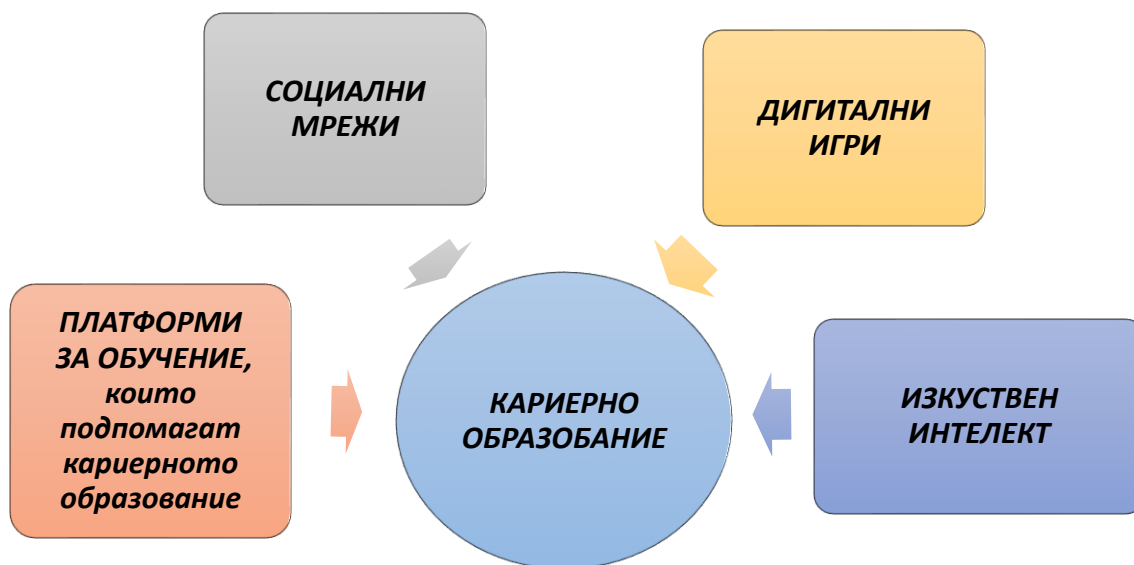 СОЦИАЛНИ
МРЕЖИ
ДИГИТАЛНИ
ИГРИ
ПЛАТФОРМИ
ЗА ОБУЧЕНИЕ,
които
подпомагат
кариерното
образование
КАРИЕРНО
ОБРАЗОБАНИЕ
ИЗКУСТВЕН
ИНТЕЛЕКТ